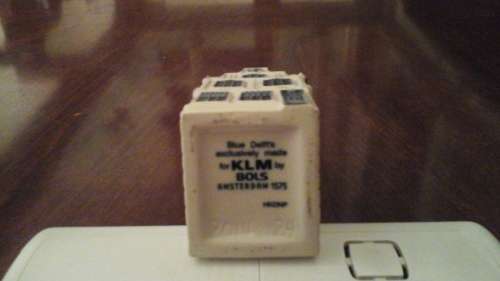 Blue Delft's
exclusively made
for KLM by
BOLS
AMSTERDAM 1575